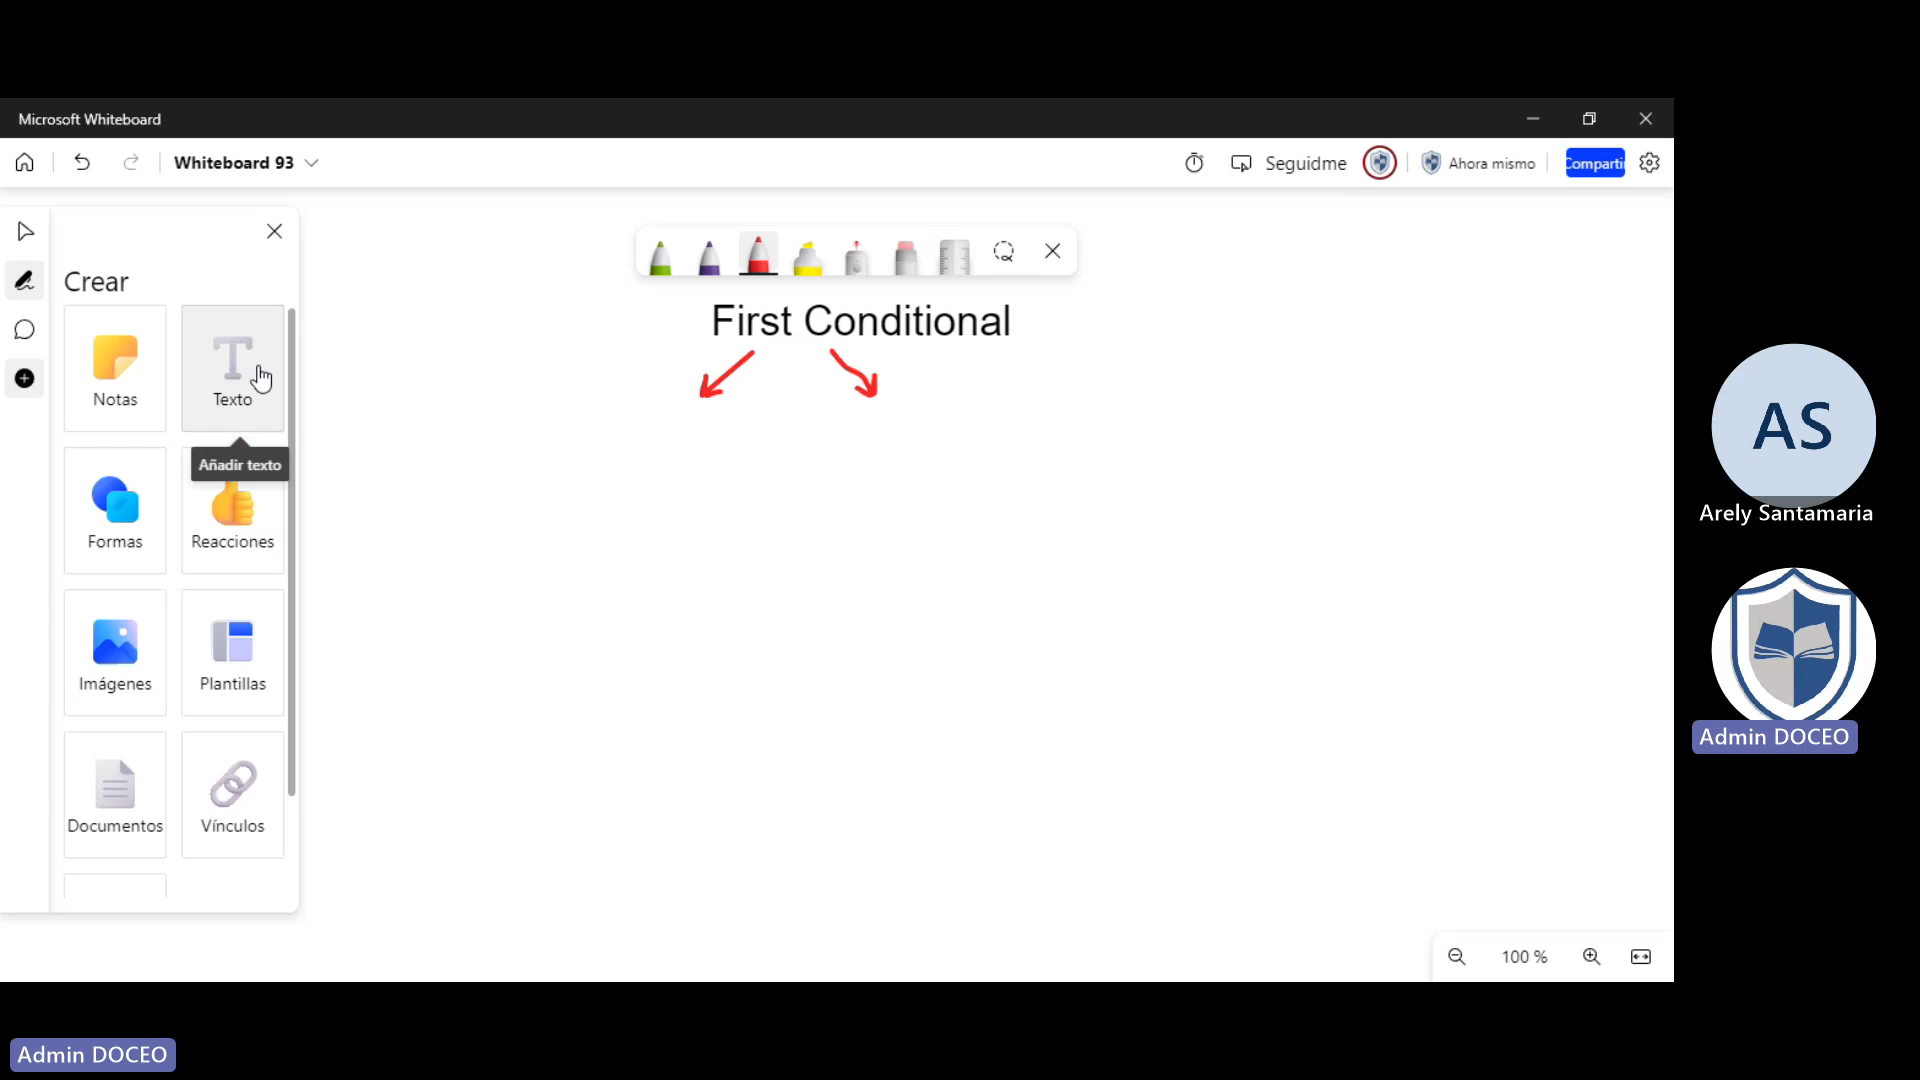 Microsoft Whiteboard
Whiteboard 93
Seguidme
Ahora mismo
Comparti
Crear
Notas
Texto
Añadir texto
Formas
Reacciones
Imágenes
Plantillas
Documentos
Vínculos
First Conditional
100 %
AS
Arely Santamaria
Admin DOCEO
Admin DOCEO